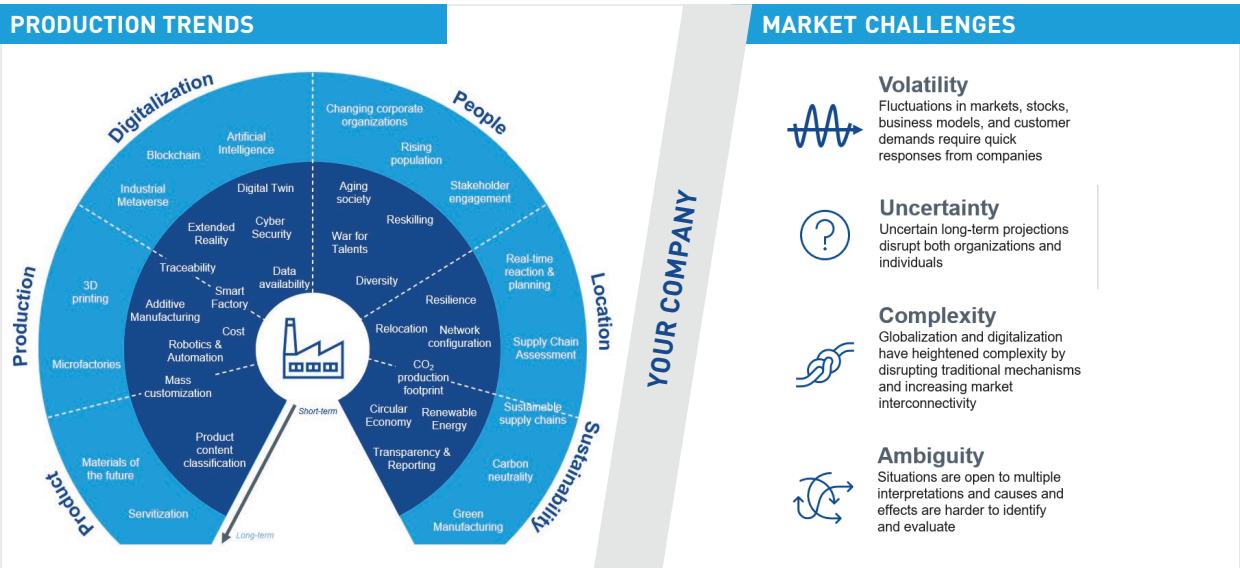 PRODUCTION TRENDS
Digitalization
Blockchain
Artificial
Intelligence
Industrial
Metaverse
Digital Twin
Extended
Reality
Cyber
Security
Data
availability
People
Changing corporate
organizations
Rising
population
Stakeholder
engagement
Aging
society
Reskilling
War for
Talents
Diversity
Production
3D
printing
Microfactories
Traceability
Smart
Factory
Additive
Manufacturing
Cost
Robotics &
Automation
Mass
customization
Location
Real-time
reaction &
planning
Supply Chain
Assessment
Resilience
Relocation
Network
configuration
CO₂
production
footprint
Product
Materials of
the future
Servitization
Product
content
classification
Sustainability
Sustainable
supply chains
Carbon
neutrality
Green
Manufacturing
Circular
Economy
Renewable
Energy
Transparency &
Reporting
Short-term
Long-term
YOUR COMPANY
MARKET CHALLENGES
Volatility
Fluctuations in markets, stocks,
business models, and customer
demands require quick
responses from companies
?
Uncertainty
Uncertain long-term projections
disrupt both organizations and
individuals
Complexity
Globalization and digitalization
have heightened complexity by
disrupting traditional mechanisms
and increasing market
interconnectivity
Ambiguity
Situations are open to multiple
interpretations and causes and
effects are harder to identify
and evaluate